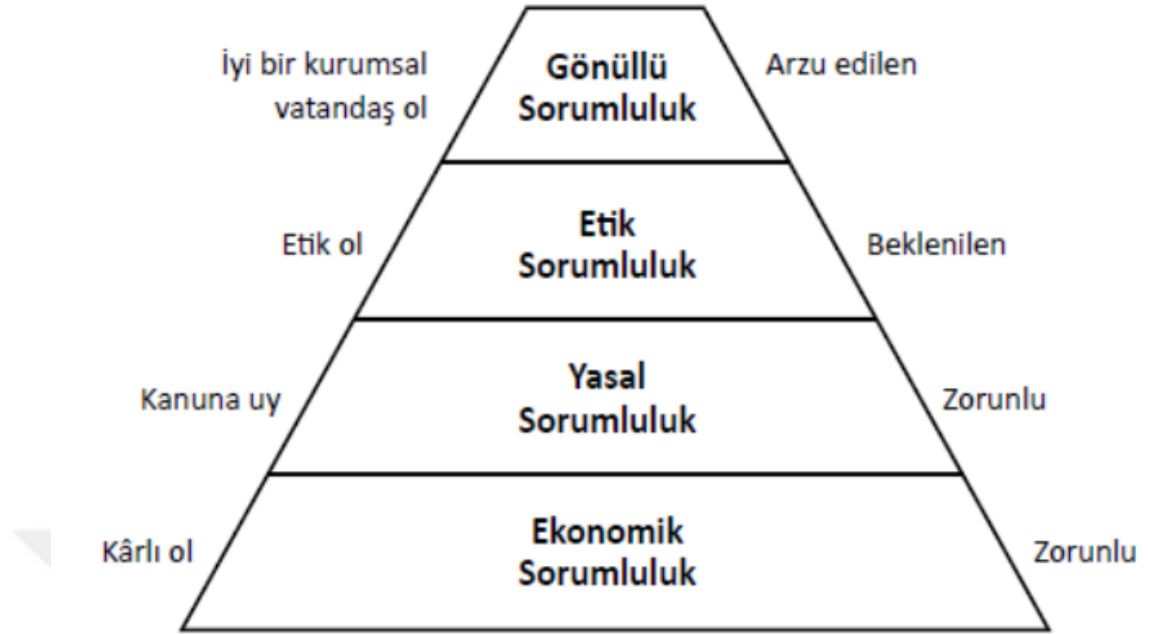 İyi bir kurumsal
vatandaş ol
Gönüllü
Sorumluluk
Arzu edilen
Etik ol
Etik
Sorumluluk
Beklenilen
Kanuna uy
Yasal
Sorumluluk
Zorunlu
Kârlı ol
Ekonomik
Sorumluluk
Zorunlu